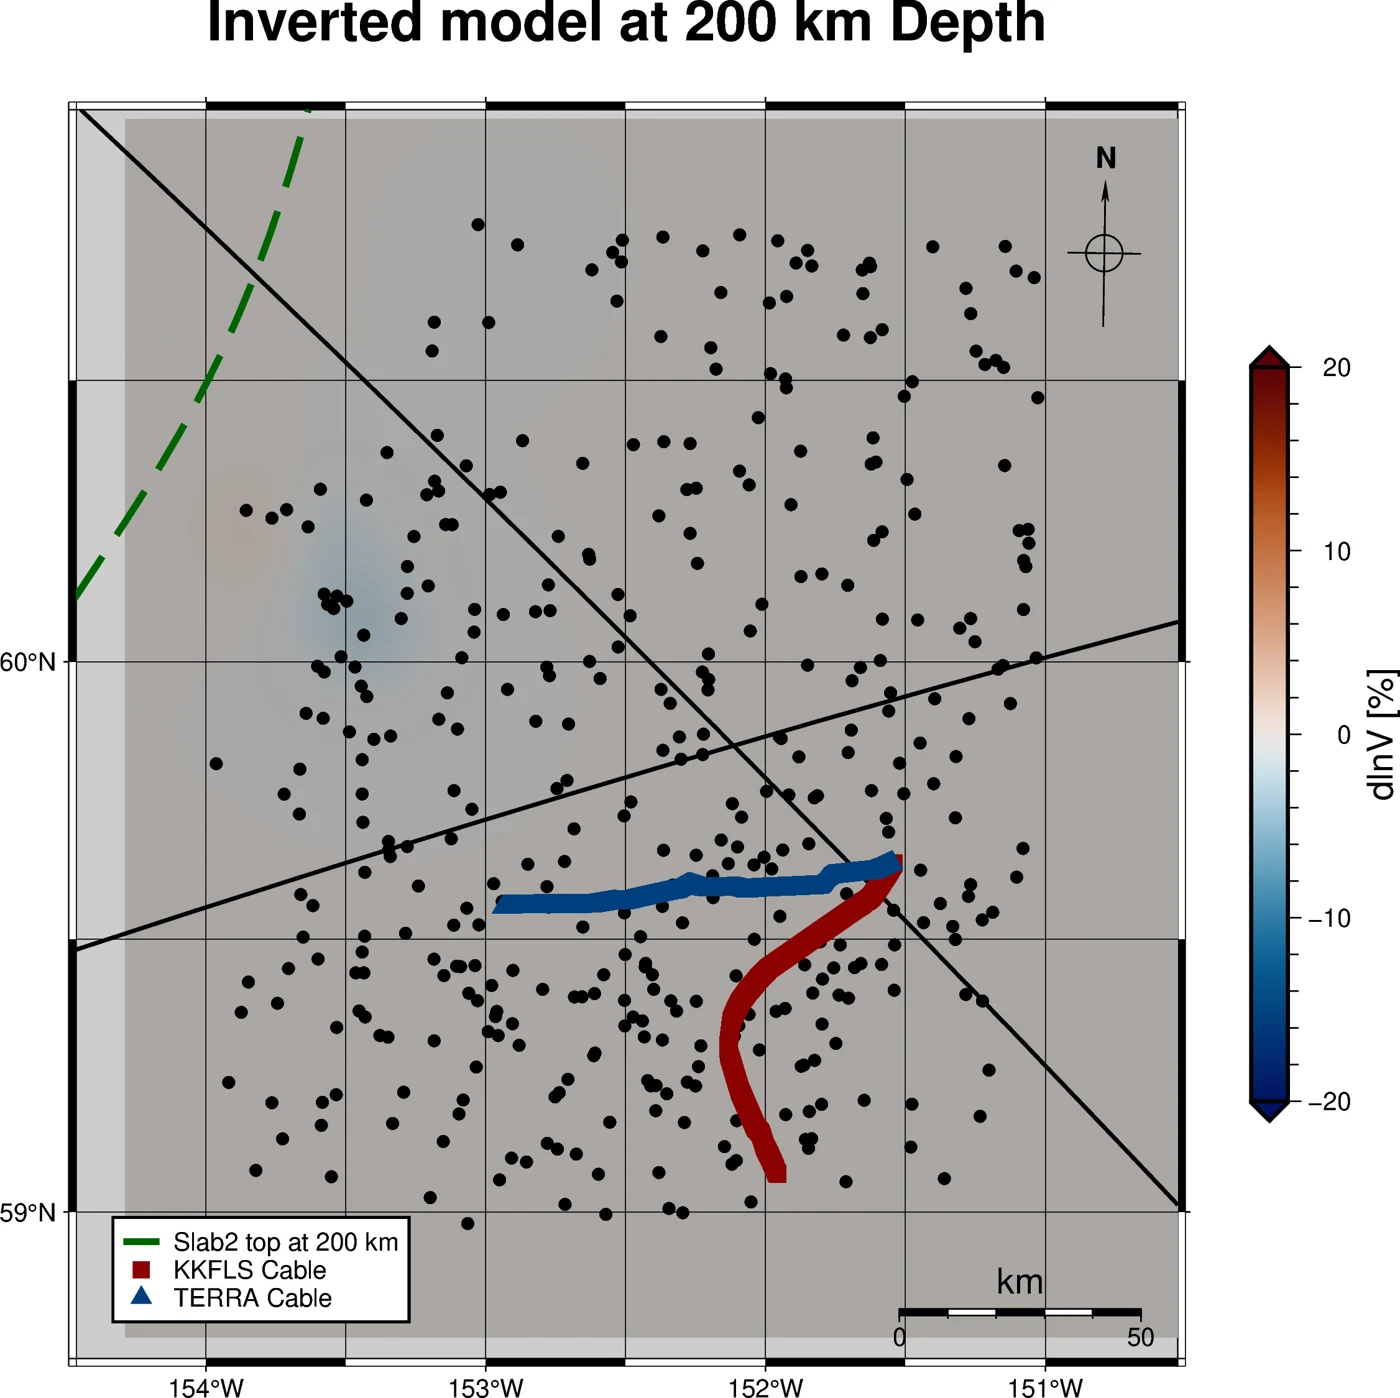 Inverted model at 200 km Depth
N
20
10
0
−10
−20
dlnV [%]
60°N
59°N
Slab2 top at 200 km
KKFLS Cable
TERRA Cable
km
0 50
154°W 153°W 152°W 151°W